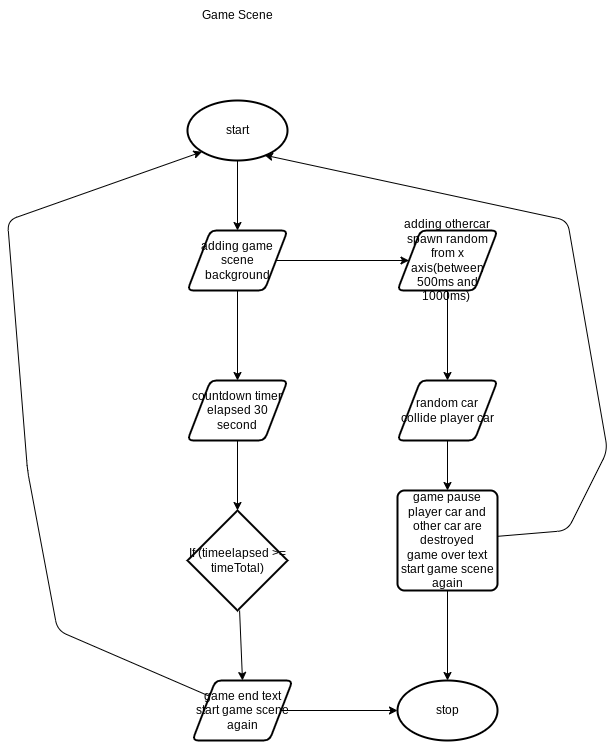 Game Scene
start
adding game
scene
background
adding othercar
spawn random
from x
axis(between
500ms and
1000ms)
countdown timer
elapsed 30
second
random car
collide player car
If (timeelapsed >=
timeTotal)
game pause
player car and
other car are
destroyed
game over text
start game scene
again
game end text
start game scene
again
stop